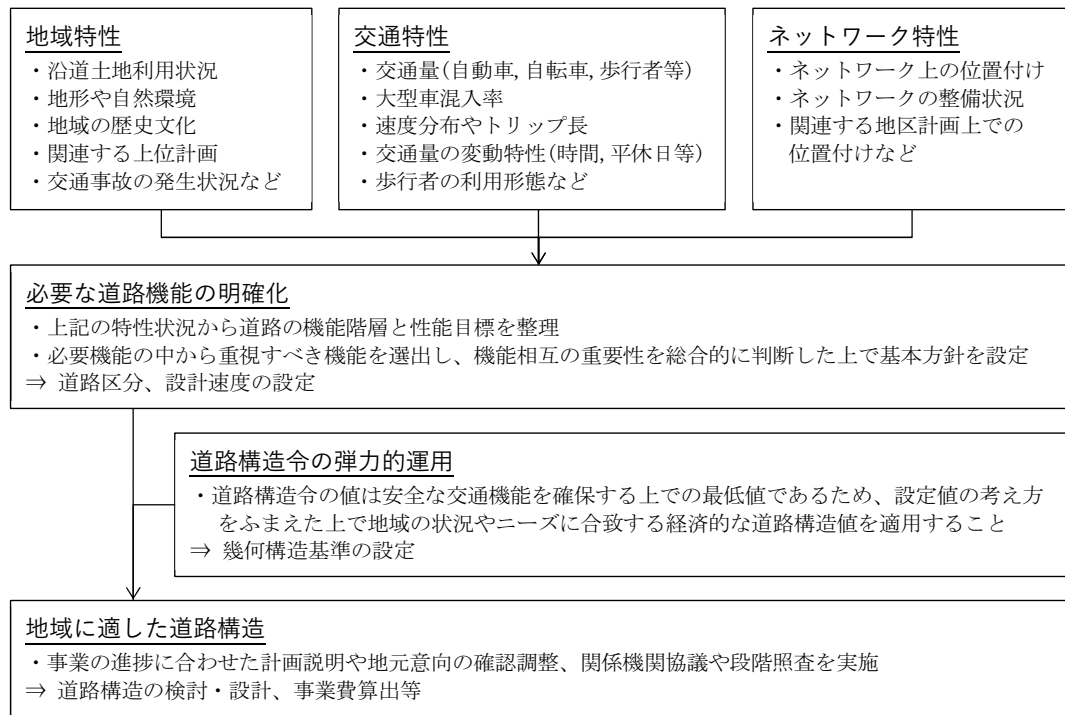 地域特性
・沿道土地利用状況
・地形や自然環境
・地域の歴史文化
・関連する上位計画
・交通事故の発生状況など
交通特性
・交通量(自動車, 自転車, 歩行者等)
・大型車混入率
・速度分布やトリップ長
・交通量の変動特性(時間, 平休日等)
・歩行者の利用形態など
ネットワーク特性
・ネットワーク上の位置付け
・ネットワークの整備状況
・関連する地区計画上での
位置付けなど
必要な道路機能の明確化
・上記の特性状況から道路の機能階層と性能目標を整理
・必要機能の中から重視すべき機能を選出し、機能相互の重要性を総合的に判断した上で基本方針を設定
⇒ 道路区分、設計速度の設定
道路構造令の弾力的運用
・道路構造令の値は安全な交通機能を確保する上での最低値であるため、設定値の考え方
をふまえた上で地域の状況やニーズに合致する経済的な道路構造値を適用すること
⇒ 幾何構造基準の設定
地域に適した道路構造
・事業の進捗に合わせた計画説明や地元意向の確認調整、関係機関協議や段階照査を実施
⇒ 道路構造の検討・設計、事業費算出等